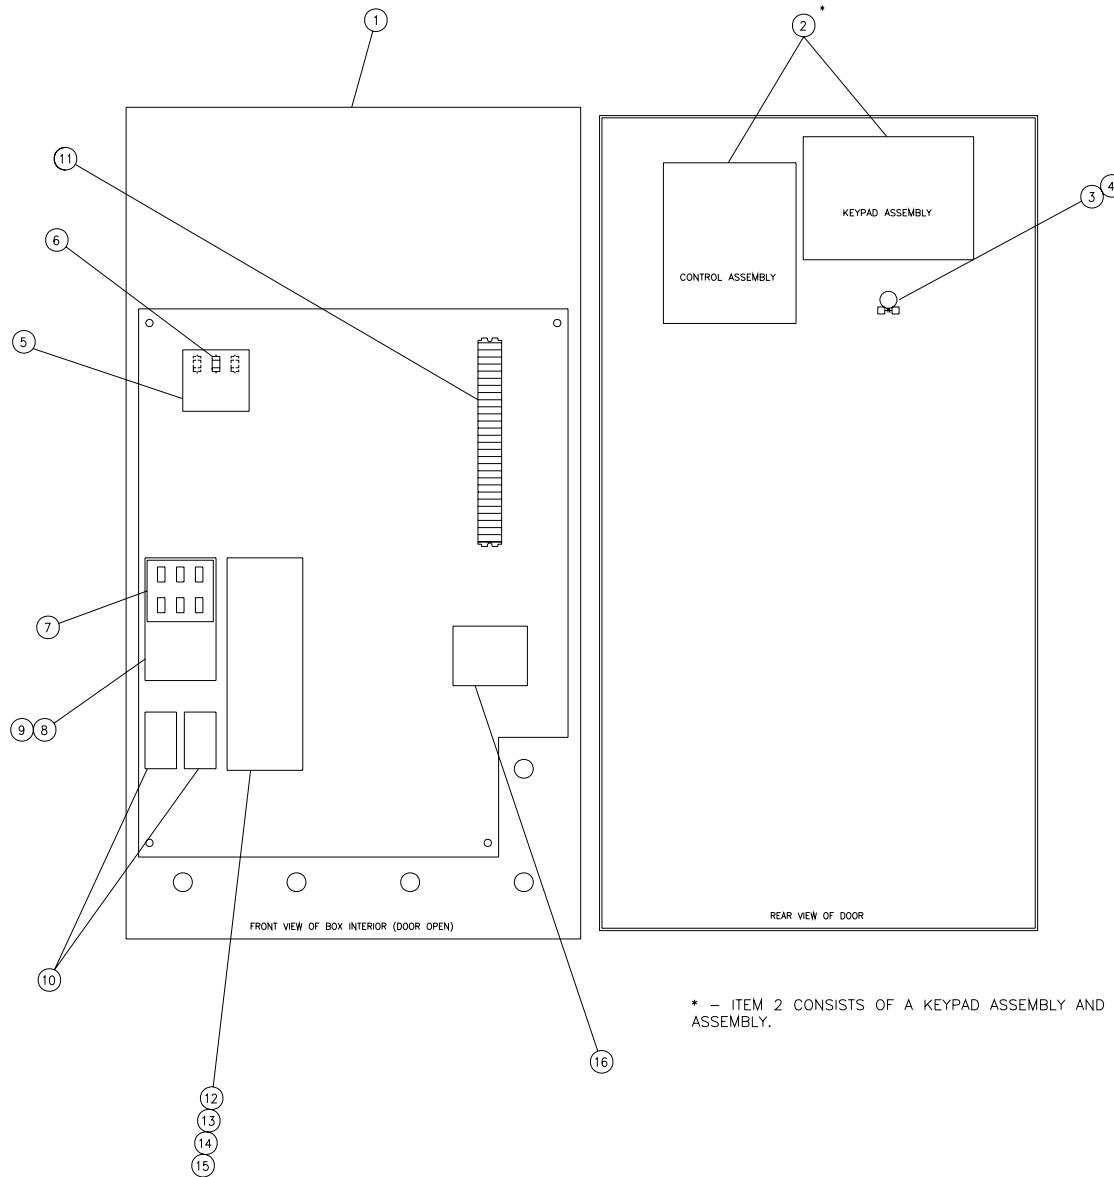 1
2
*
11
3
4
KEYPAD ASSEMBLY
6
CONTROL ASSEMBLY
5
7
9
8
REAR VIEW OF DOOR
FRONT VIEW OF BOX INTERIOR (DOOR OPEN)
10
* – ITEM 2 CONSISTS OF A KEYPAD ASSEMBLY AND
ASSEMBLY.
16
12
13
14
15